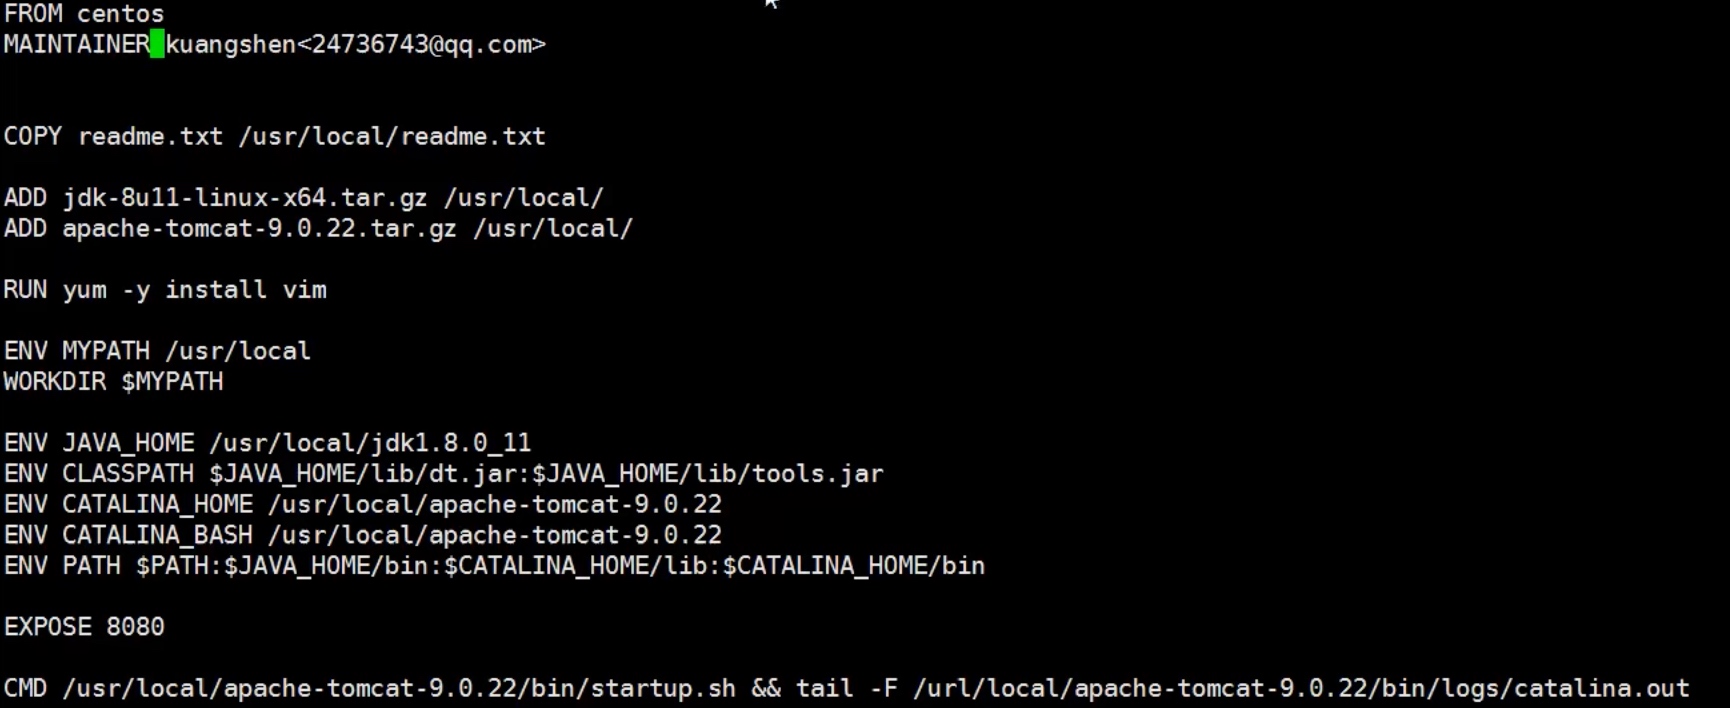 FROM centos
MAINTAINER kuangshen<24736743@qq.com>
COPY readme.txt /usr/local/readme.txt
ADD jdk-8u11-linux-x64.tar.gz /usr/local/
ADD apache-tomcat-9.0.22.tar.gz /usr/local/
RUN yum -y install vim
ENV MYPATH /usr/local
WORKDIR $MYPATH
ENV JAVA_HOME /usr/local/jdk1.8.0_11
ENV CLASSPATH $JAVA_HOME/lib/dt.jar:$JAVA_HOME/lib/tools.jar
ENV CATALINA_HOME /usr/local/apache-tomcat-9.0.22
ENV CATALINA_BASH /usr/local/apache-tomcat-9.0.22
ENV PATH $PATH:$JAVA_HOME/bin:$CATALINA_HOME/lib:$CATALINA_HOME/bin
EXPOSE 8080
CMD /usr/local/apache-tomcat-9.0.22/bin/startup.sh && tail -F /url/local/apache-tomcat-9.0.22/bin/logs/catalina.out